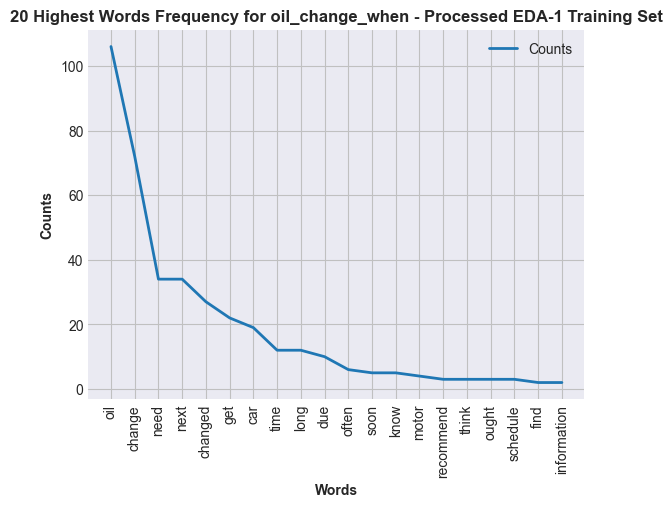 20 Highest Words Frequency for oil_change_when - Processed EDA-1 Training Set
Counts
Counts
100
80
60
40
20
0
oil
change
need
next
changed
get
car
time
long
due
often
soon
know
motor
recommend
think
ought
schedule
find
information
Words